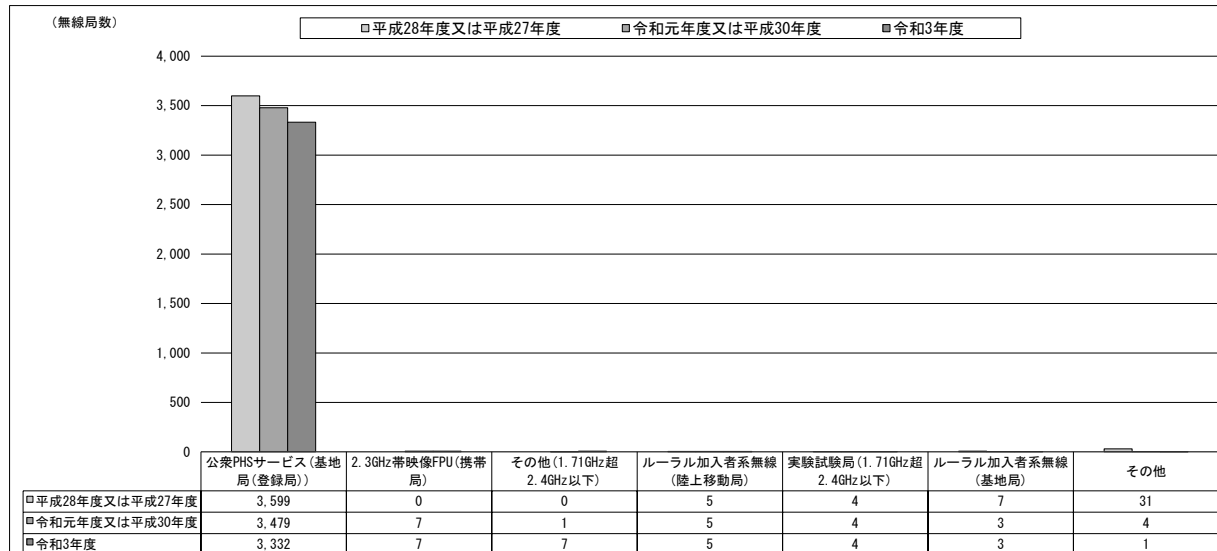 (無線局数)
□平成28年度又は平成27年度 ■令和元年度又は平成30年度 ■令和3年度
4,000
3,500
3,000
2,500
2,000
1,500
1,000
500
0
公衆PHSサービス(基地局(登録局)) 2.3GHz帯映像FPU(携帯局) その他(1.71GHz超2.4GHz以下) ルーラル加入者系無線(陸上移動局) 実験試験局(1.71GHz超2.4GHz以下) ルーラル加入者系無線(基地局) その他
□平成28年度又は平成27年度 3,599 0 0 5 4 7 31
■令和元年度又は平成30年度 3,479 7 1 5 4 3 4
■令和3年度 3,332 7 7 5 4 3 1